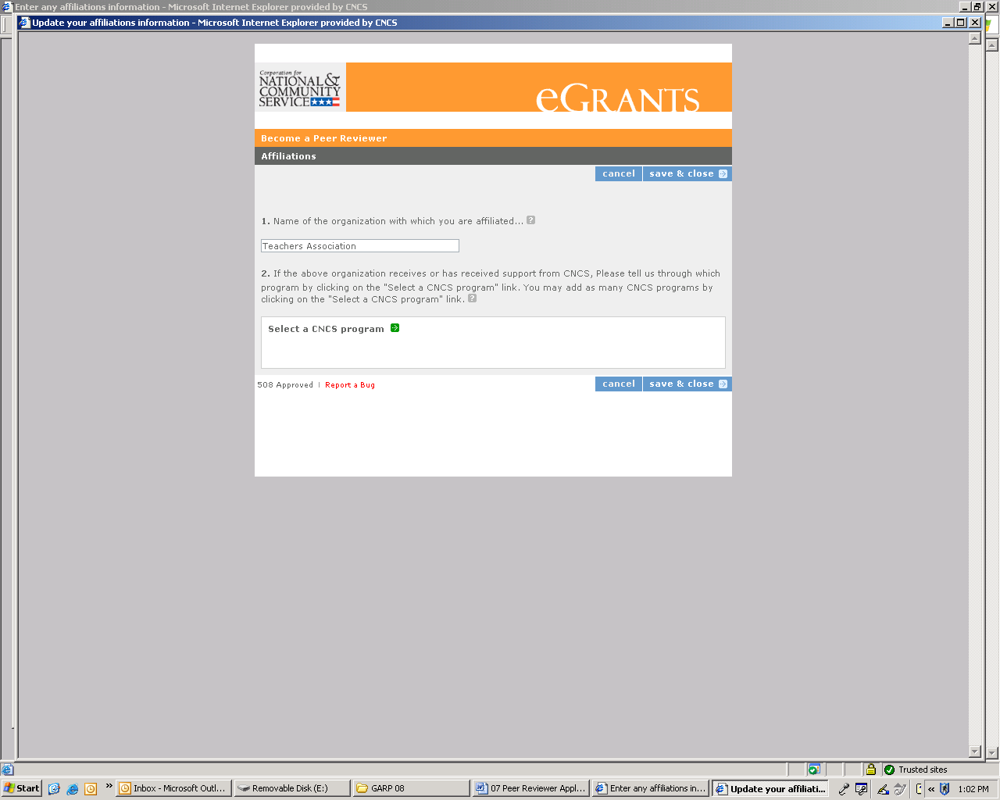 Enter any affiliations information - Microsoft Internet Explorer provided by CNCS
Update your affiliations information - Microsoft Internet Explorer provided by CNCS
Corporation for
NATIONAL &
COMMUNITY
SERVICE
eGRANTS
Become a Peer Reviewer
Affiliations
cancel save & close
1. Name of the organization with which you are affiliated... ?
Teachers Association
2. If the above organization receives or has received support from CNCS, Please tell us through which
program by clicking on the "Select a CNCS program" link. You may add as many CNCS programs by
clicking on the "Select a CNCS program" link. ?
Select a CNCS program
508 Approved | Report a Bug cancel save & close
Trusted sites
Start » Inbox - Microsoft Outl... Removable Disk (E:) GARP 08 07 Peer Reviewer Appl... Enter any affiliations in... Update your affiliati... « 1:02 PM